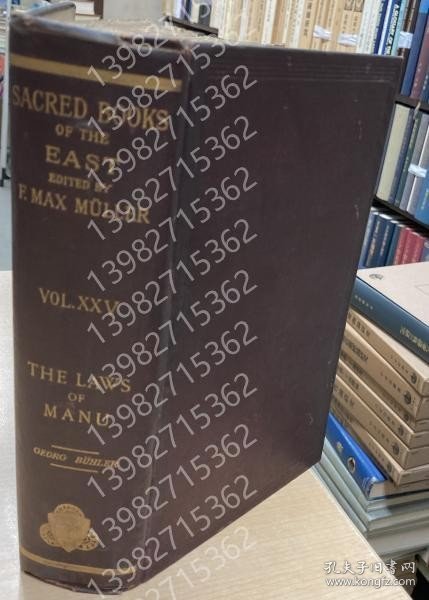 SACRED BOOKS
OF THE
EAST
EDITED BY
F. MAX MÜLLER
VOL. XXV
THE LAWS
OF
MANU
GEORG BÜHLER
13982715362
13982715362
13982715362
13982715362
13982715362
13982715362
13982715362
13982715362
13982715362
13982715362
13982715362
孔夫子旧书网
www.kongfz.com